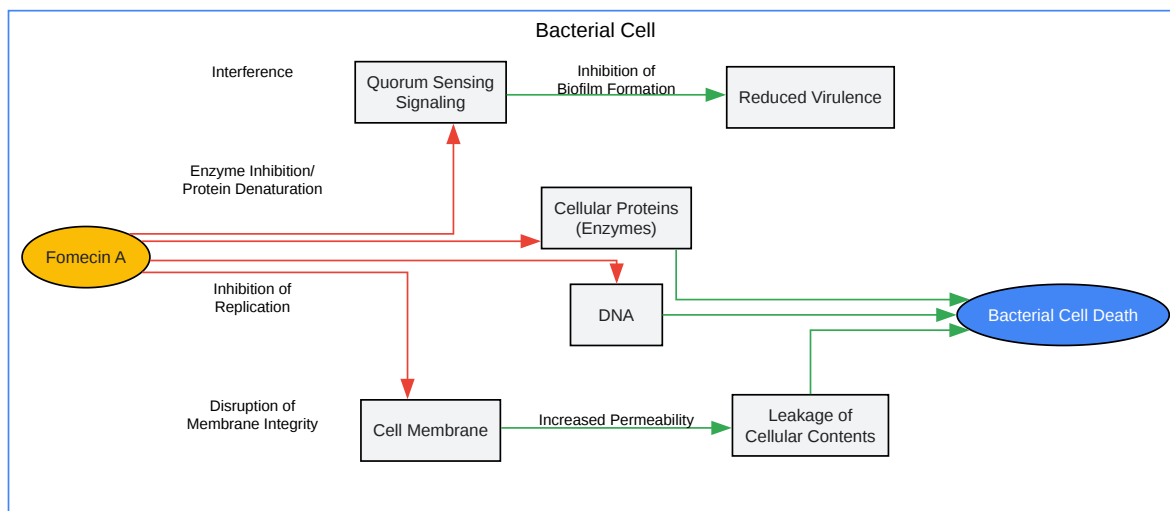 Bacterial Cell
Interference
Quorum Sensing
Signaling
Inhibition of
Biofilm Formation
Reduced Virulence
Enzyme Inhibition/
Protein Denaturation
Cellular Proteins
(Enzymes)
Fomecin A
Inhibition of
Replication
DNA
Bacterial Cell Death
Disruption of
Membrane Integrity
Cell Membrane
Increased Permeability
Leakage of
Cellular Contents